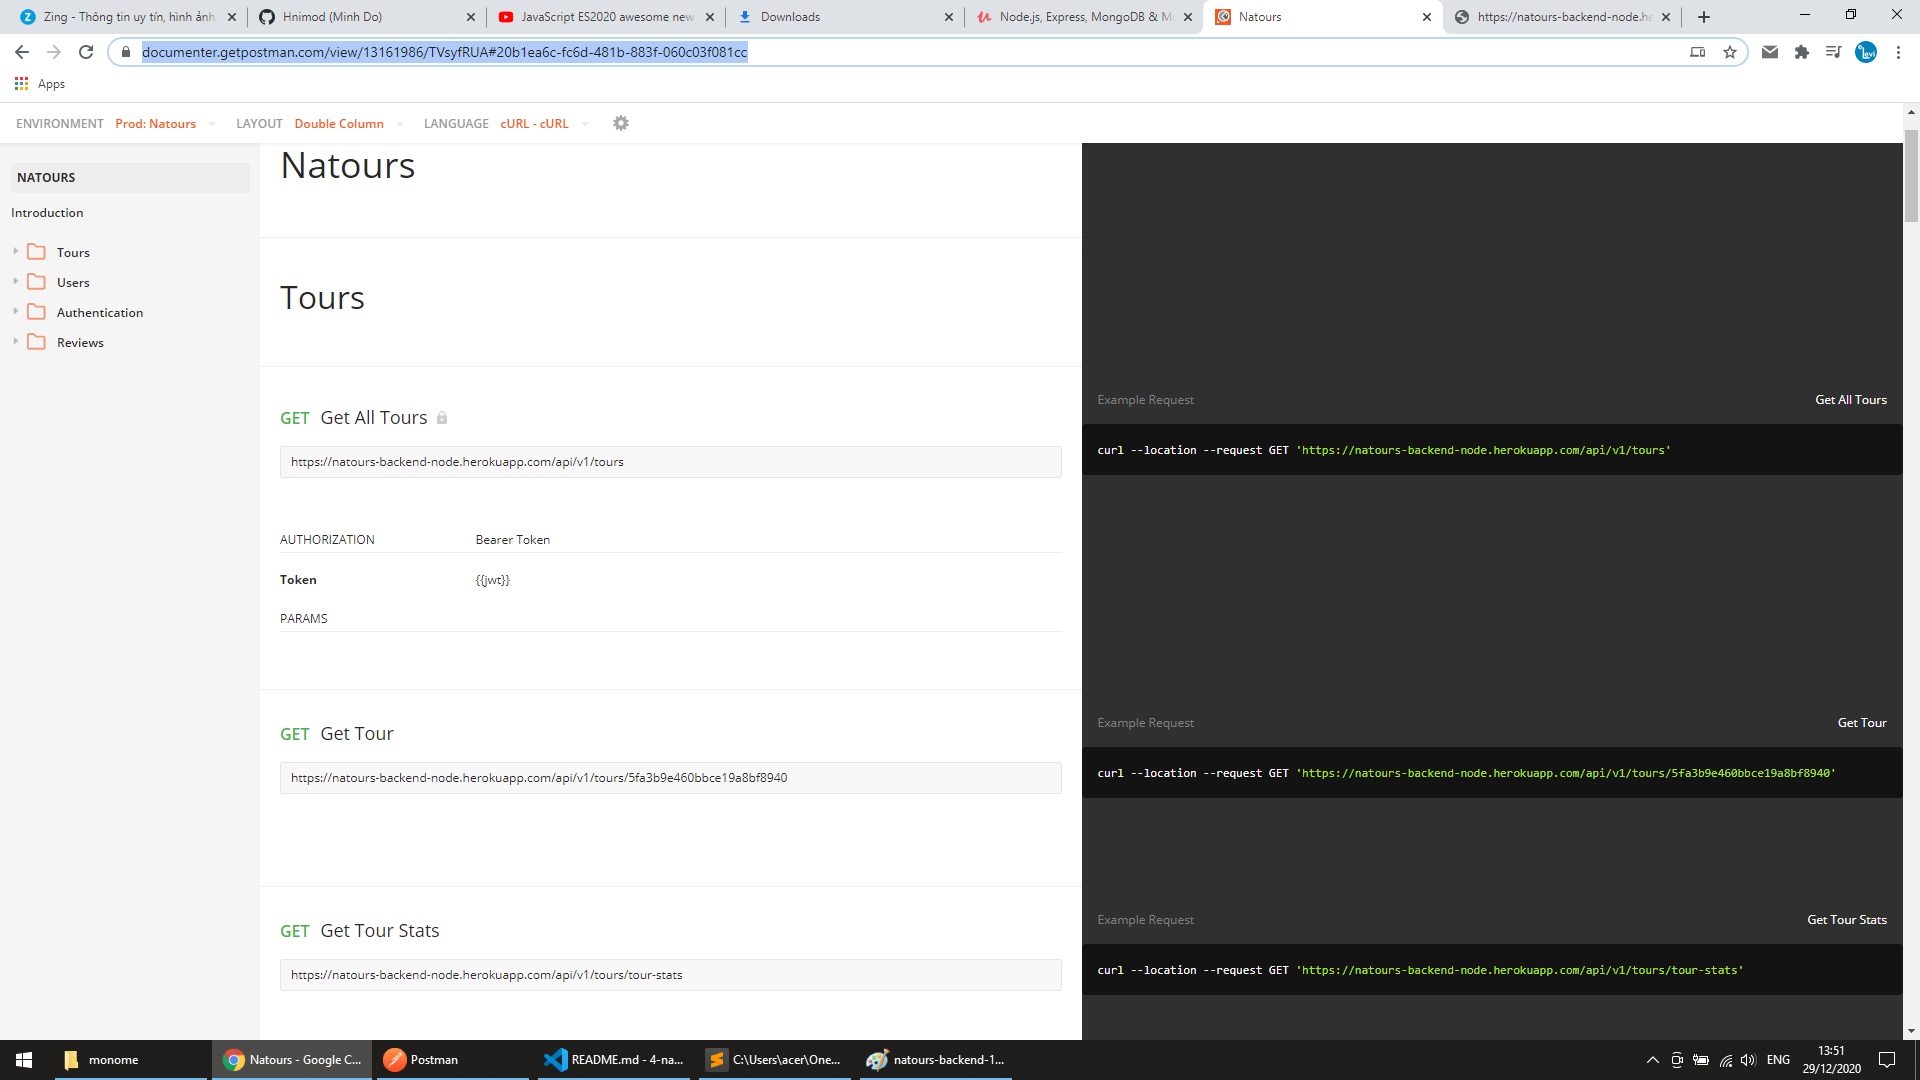 Zing - Thông tin uy tín, hình ảnh
Hnimod (Minh Do)
JavaScript ES2020 awesome new
Downloads
Node.js, Express, MongoDB & M
Natours
https://natours-backend-node.he
documenter.getpostman.com/view/13161986/TVsyfRUA#20b1ea6c-fc6d-481b-883f-060c03f081cc
Apps
ENVIRONMENT Prod: Natours LAYOUT Double Column LANGUAGE cURL - cURL
NATOURS
Introduction
Tours
Users
Authentication
Reviews
Natours
Tours
GET Get All Tours
https://natours-backend-node.herokuapp.com/api/v1/tours
AUTHORIZATION Bearer Token
Token {{jwt}}
PARAMS
GET Get Tour
https://natours-backend-node.herokuapp.com/api/v1/tours/5fa3b9e460bbce19a8bf8940
GET Get Tour Stats
https://natours-backend-node.herokuapp.com/api/v1/tours/tour-stats
Example Request Get All Tours
curl --location --request GET 'https://natours-backend-node.herokuapp.com/api/v1/tours'
Example Request Get Tour
curl --location --request GET 'https://natours-backend-node.herokuapp.com/api/v1/tours/5fa3b9e460bbce19a8bf8940'
Example Request Get Tour Stats
curl --location --request GET 'https://natours-backend-node.herokuapp.com/api/v1/tours/tour-stats'
monome
Natours - Google C...
Postman
README.md - 4-na...
C:\Users\acer\One...
natours-backend-1...
ENG
13:51
29/12/2020